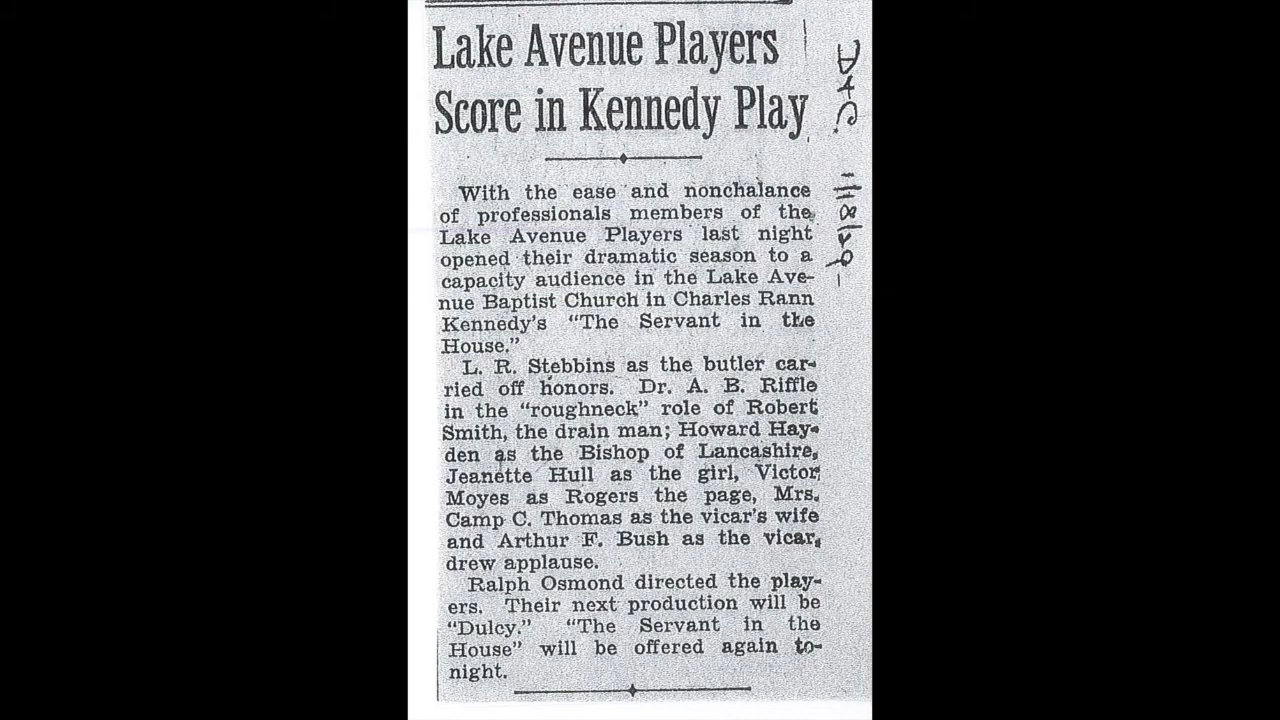 Lake Avenue Players
Score in Kennedy Play
With the ease and nonchalance
of professionals members of the
Lake Avenue Players last night
opened their dramatic season to a
capacity audience in the Lake Ave-
nue Baptist Church in Charles Rann
Kennedy's "The Servant in the
House."
L. R. Stebbins as the butler car-
ried off honors. Dr. A. B. Riffle
in the "roughneck" role of Robert
Smith, the drain man; Howard Hay-
den as the Bishop of Lancashire,
Jeanette Hull as the girl, Victor
Moyes as Rogers the page, Mrs.
Camp C. Thomas as the vicar's wife
and Arthur F. Bush as the vicar,
drew applause.
Ralph Osmond directed the play-
ers. Their next production will be
"Dulcy." "The Servant in the
House" will be offered again to-
night.
D+C. 11/8/29-